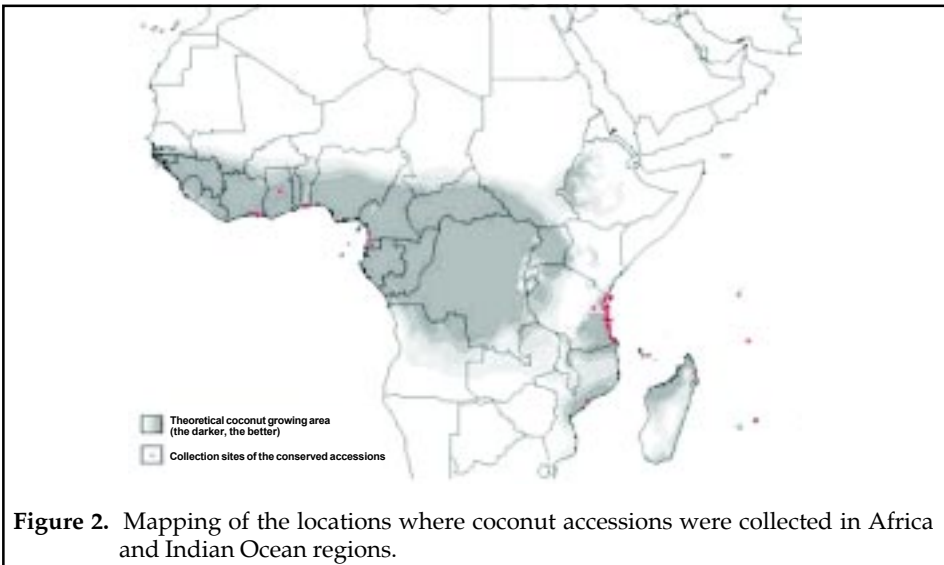 Theoretical coconut growing area
(the darker, the better)
Collection sites of the conserved accessions
Figure 2. Mapping of the locations where coconut accessions were collected in Africa
and Indian Ocean regions.